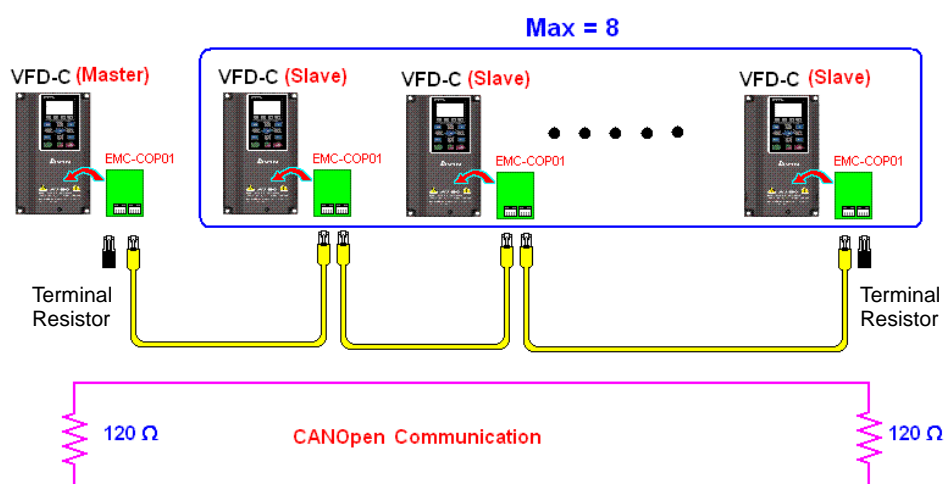 Max = 8
VFD-C (Master)
VFD-C (Slave)
VFD-C (Slave)
VFD-C (Slave)
EMC-COP01
EMC-COP01
EMC-COP01
EMC-COP01
Terminal
Resistor
Terminal
Resistor
120 Ω
CANOpen Communication
120 Ω